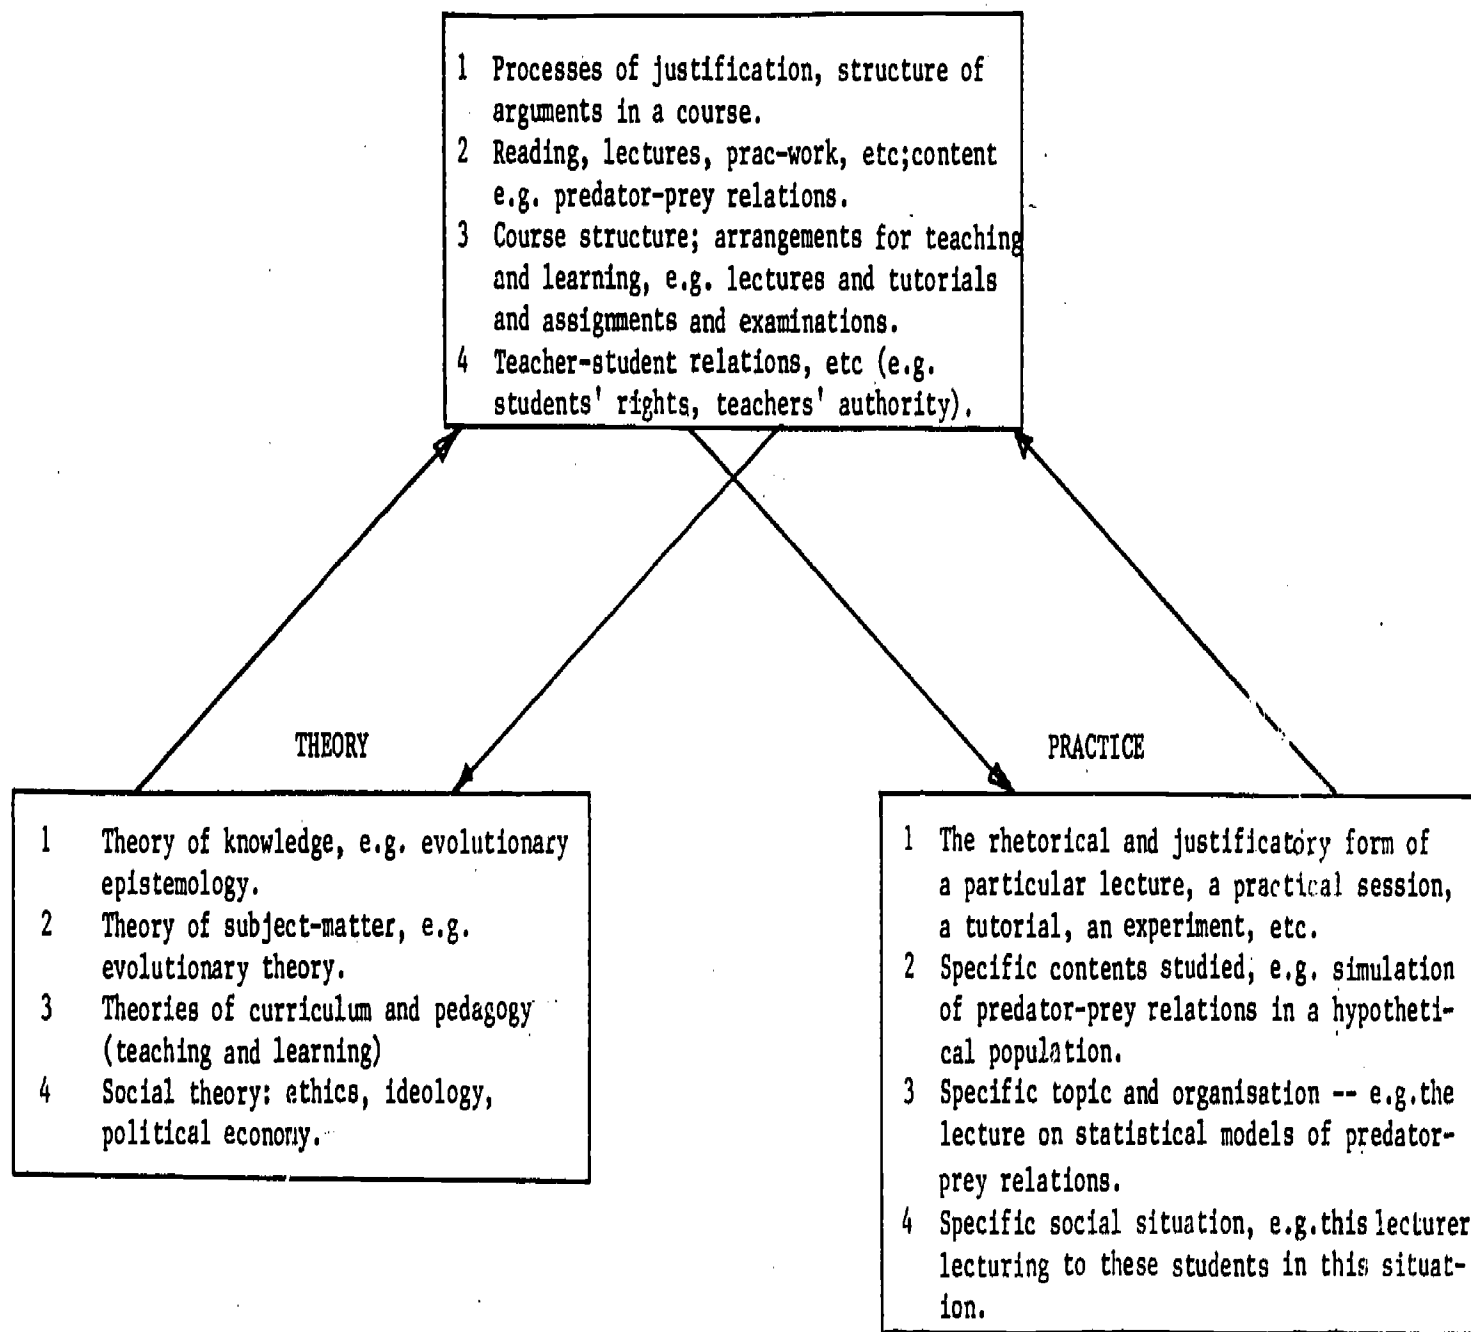 1 Processes of justification, structure of
arguments in a course.
2 Reading, lectures, prac-work, etc;content
e.g. predator-prey relations.
3 Course structure; arrangements for teaching
and learning, e.g. lectures and tutorials
and assignments and examinations.
4 Teacher-student relations, etc (e.g.
students' rights, teachers' authority).
THEORY
1 Theory of knowledge, e.g. evolutionary
epistemology.
2 Theory of subject-matter, e.g.
evolutionary theory.
3 Theories of curriculum and pedagogy
(teaching and learning)
4 Social theory: ethics, ideology,
political economy.
PRACTICE
1 The rhetorical and justificatory form of
a particular lecture, a practical session,
a tutorial, an experiment, etc.
2 Specific contents studied, e.g. simulation
of predator-prey relations in a hypotheti-
cal population.
3 Specific topic and organisation -- e.g.the
lecture on statistical models of predator-
prey relations.
4 Specific social situation, e.g.this lecturer
lecturing to these students in this situat-
ion.